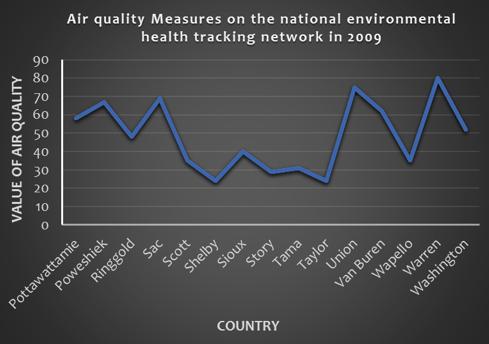 Air quality Measures on the national environmental
health tracking network in 2009
VALUE OF AIR QUALITY
90
80
70
60
50
40
30
20
10
0
Pottawattamie
Poweshiek
Ringgold
Sac
Scott
Shelby
Sioux
Story
Tama
Taylor
Union
Van Buren
Wapello
Warren
Washington
COUNTRY